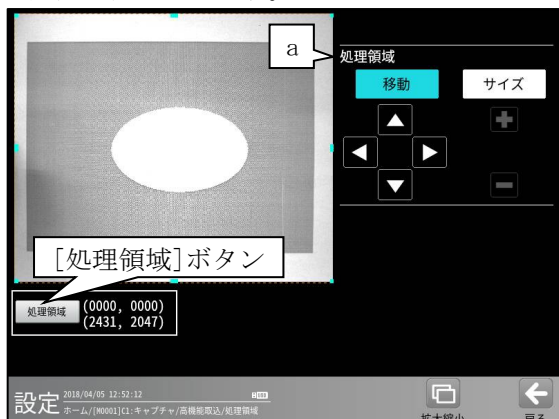 a
処理領域
移動
サイズ
[処理領域]ボタン
処理領域
(0000, 0000)
(2431, 2047)
設定
2018/04/05 12:52:12
ホーム/[M0001]C1:キャプチャ/高機能取込/処理領域
拡大縮小
戻る